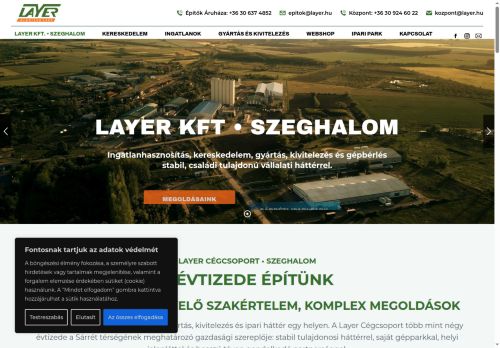 LAYER
Építők Áruháza: +36 30 637 4852
epitok@layer.hu
Központ: +36 30 924 60 22
kozpont@layer.hu
LAYER KFT. • SZEGHALOM
KERESKEDELEM
INGATLANOK
GYÁRTÁS ÉS KIVITELEZÉS
WEBSHOP
IPARI PARK
KAPCSOLAT
LAYER KFT • SZEGHALOM
Ingatlanhasznosítás, kereskedelem, gyártás, kivitelezés és gépbérlés
stabil, családi tulajdonú vállalati háttérrel.
MEGOLDÁSAINK
LAYER CÉGCSOPORT • SZEGHALOM
ÉVTIZEDE ÉPÍTÜNK
ELŐ SZAKÉRTELEM, KOMPLEX MEGOLDÁSOK
rtás, kivitelezés és ipari háttér egy helyen. A Layer Cégcsoport több mint négy
évtizede a Sárrét térségének meghatározó gazdasági szereplője: stabil tulajdonosi háttérrel, saját gépparkkal, helyi
Fontosnak tartjuk az adatok védelmét
A böngészési élmény fokozása, a személyre szabott
hirdetések vagy tartalmak megjelenítése, valamint a
forgalom elemzése érdekében sütiket (cookie)
használunk. A "Mindet elfogadom" gombra kattintva
hozzájárulhat a sütik használatához.
Testreszabás
Elutasít
Az összes elfogadása